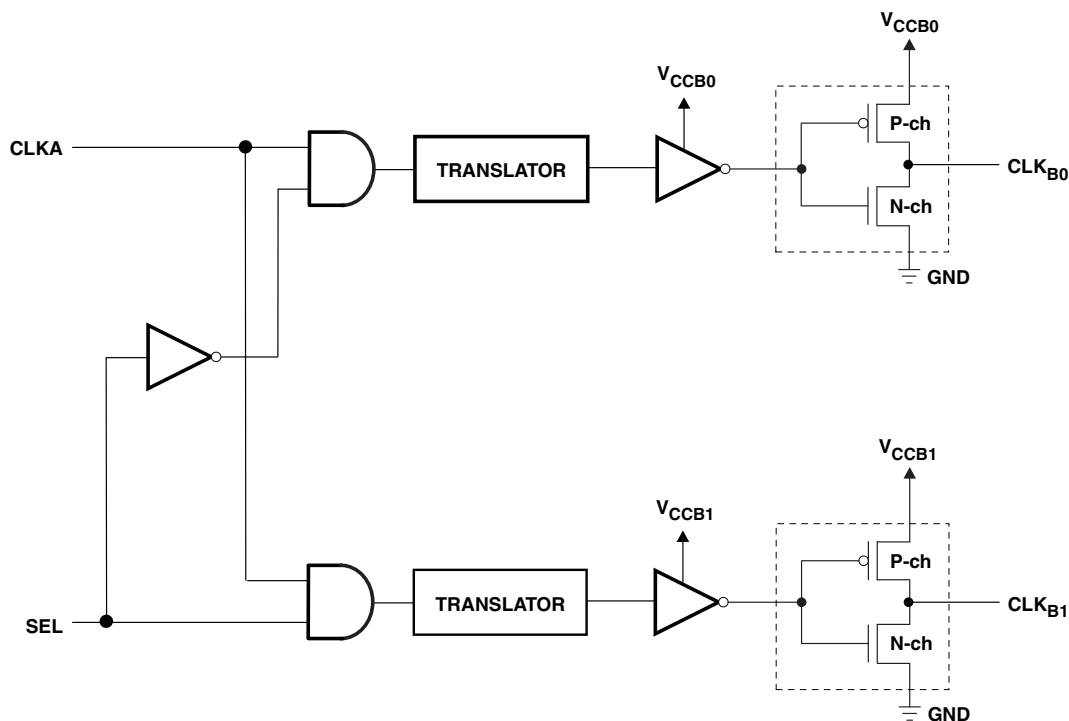 VCCB0
VCCB0
P-ch
CLKA
TRANSLATOR
CLKB0
N-ch
GND
VCCB1
VCCB1
P-ch
TRANSLATOR
CLKB1
SEL
N-ch
GND